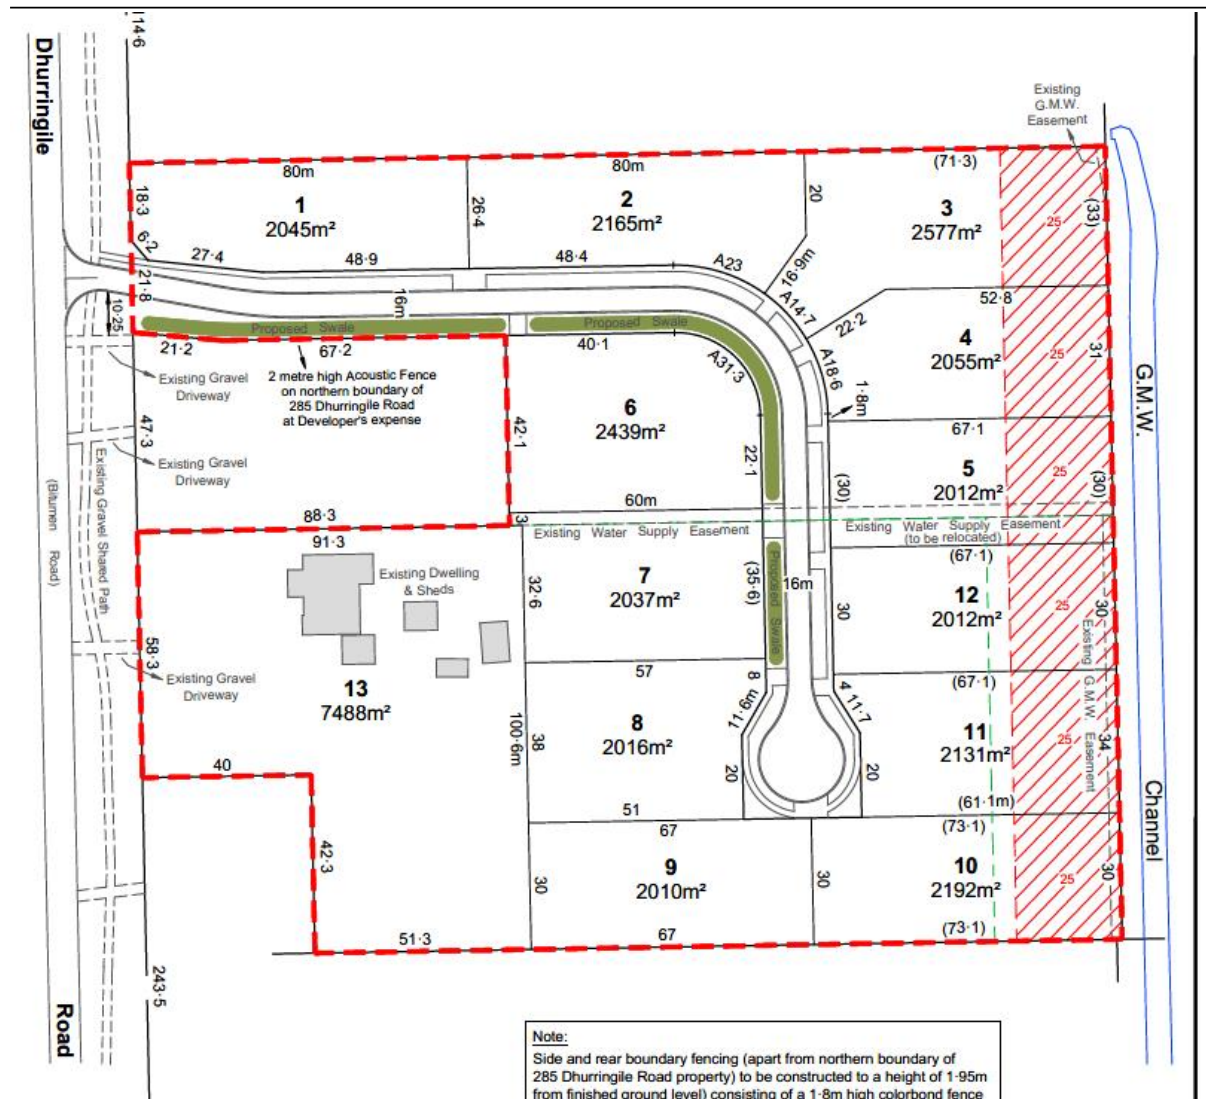 114·6
Dhurringile
Existing
G.M.W.
Easement
80m
80m
(71·3)
18·3
1
2045m²
26·4
2
2165m²
20
3
2577m²
25
(33)
6·2
27·4
48·9
48·4
A23
16·9m
21·8
10·25
16m
A14·7
22·2
52·8
Proposed Swale
Proposed Swale
21·2
67·2
40·1
A31·3
A18·6
4
2055m²
25
31
G.M.W.
Existing Gravel
Driveway
2 metre high Acoustic Fence
on northern boundary of
285 Dhurringile Road
at Developer's expense
1·8m
47·3
42·1
6
2439m²
67·1
22·1
5
2012m²
25
(30)
(30)
Existing Gravel
Driveway
Existing Gravel Shared Path
(Bitumen Road)
88·3
60m
3
Existing Water Supply Easement
Existing Water Supply Easement
(to be relocated)
91·3
Existing Dwelling
& Sheds
32·6
7
2037m²
(35·6)
Proposed Swale
16m
30
(67·1)
12
2012m²
25
30
Existing G.M.W. Easement
58·3
Existing Gravel
Driveway
13
7488m²
57
8
4
11·6m
11·7
(67·1)
100·6m
38
8
2016m²
20
20
11
2131m²
25
34
40
51
(61·1m)
Channel
67
(73·1)
42·3
30
9
2010m²
30
10
2192m²
25
30
51·3
67
(73·1)
243·5
Road
Note:
Side and rear boundary fencing (apart from northern boundary of
285 Dhurringile Road property) to be constructed to a height of 1·95m
from finished ground level) consisting of a 1·8m high colorbond fence